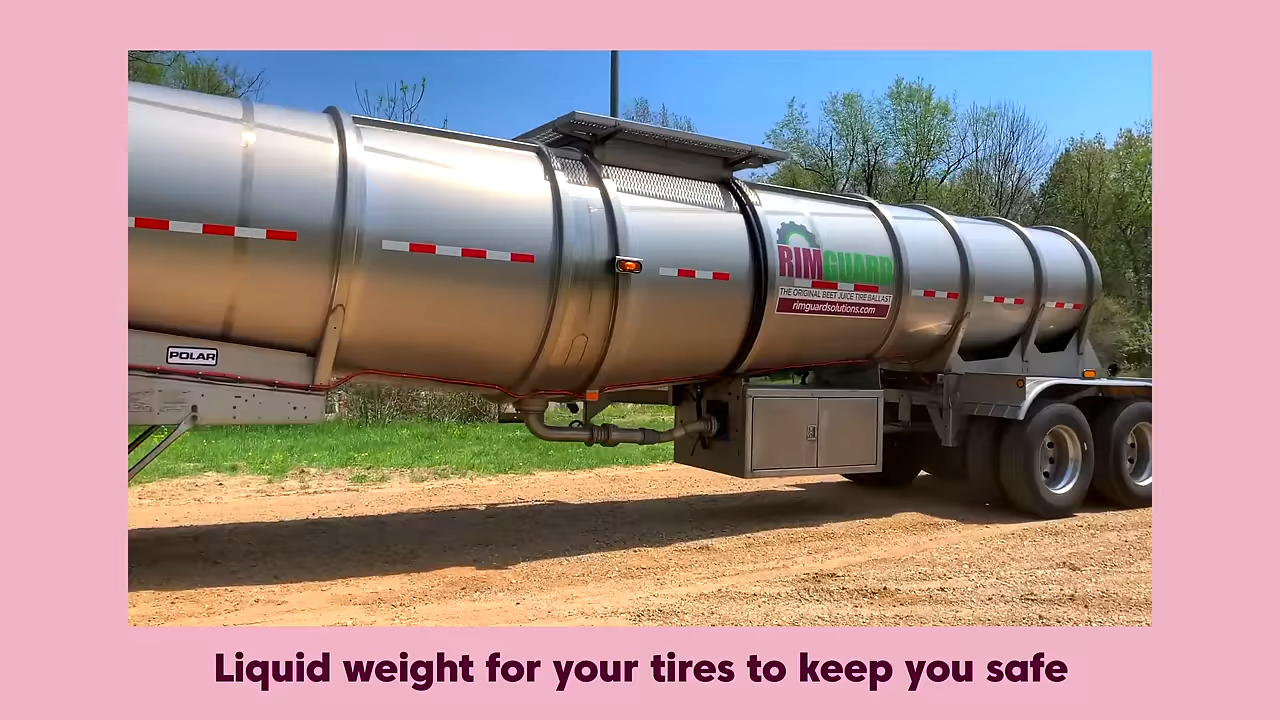 POLAR
RIMGUARD
THE ORIGINAL BEET JUICE TIRE BALLAST
rimguardsolutions.com
Liquid weight for your tires to keep you safe